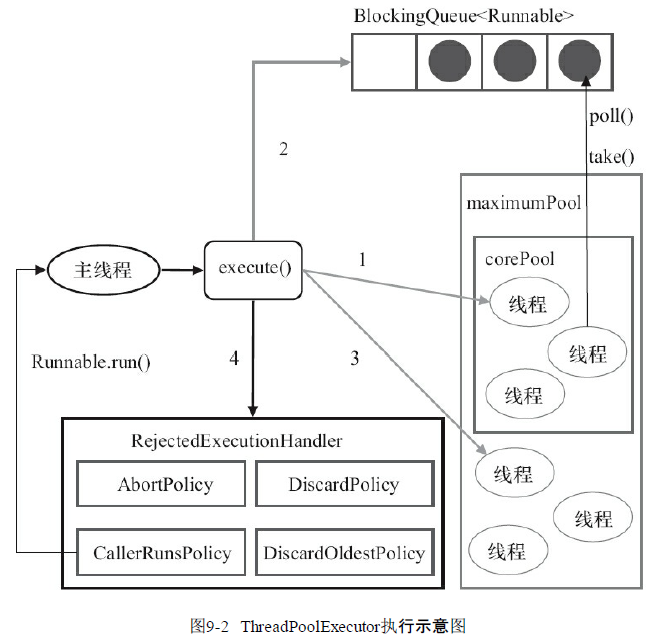 BlockingQueue<Runnable>
poll()
2
take()
maximumPool
corePool
1
主线程
execute()
线程
线程
Runnable.run()
4
3
线程
RejectedExecutionHandler
线程
AbortPolicy
DiscardPolicy
线程
CallerRunsPolicy
DiscardOldestPolicy
线程
图9-2 ThreadPoolExecutor执行示意图